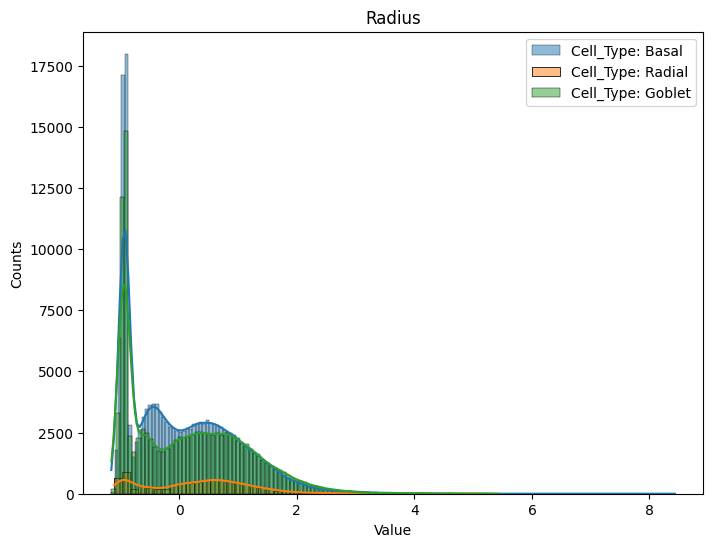 Radius
Cell_Type: Basal
Cell_Type: Radial
Cell_Type: Goblet
17500
15000
12500
10000
7500
5000
2500
0
Counts
0 2 4 6 8
Value